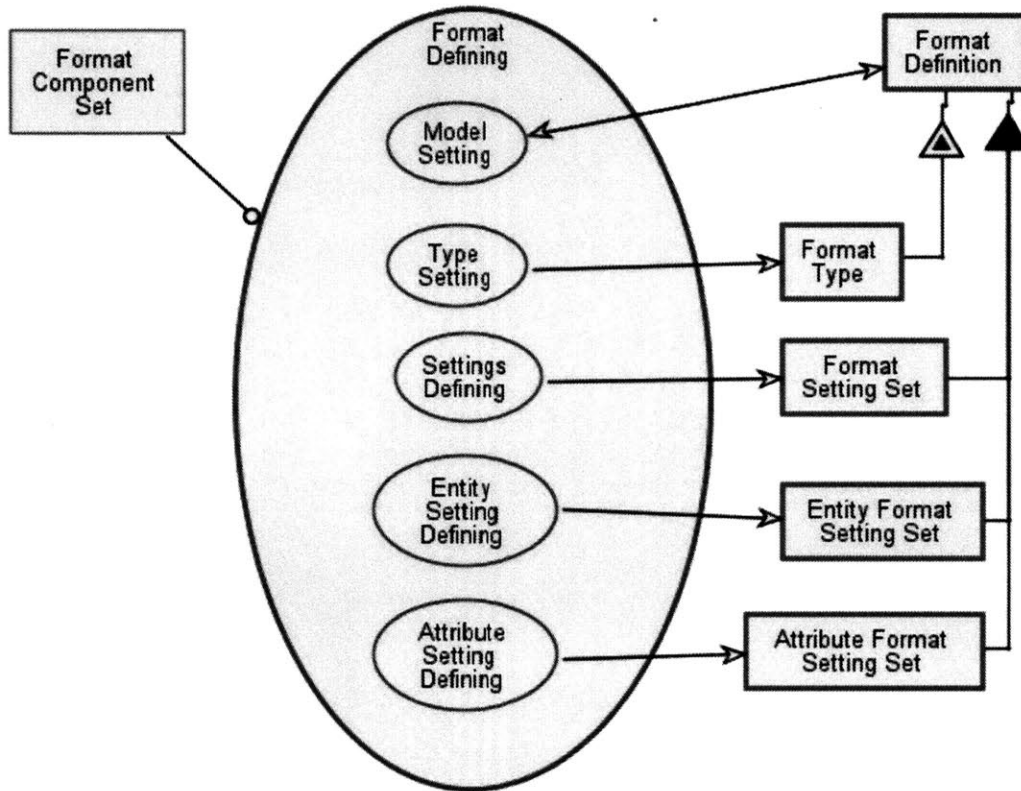 Format
Component
Set
Format
Defining
Model
Setting
Type
Setting
Settings
Defining
Entity
Setting
Defining
Attribute
Setting
Defining
Format
Definition
Format
Type
Format
Setting Set
Entity Format
Setting Set
Attribute Format
Setting Set